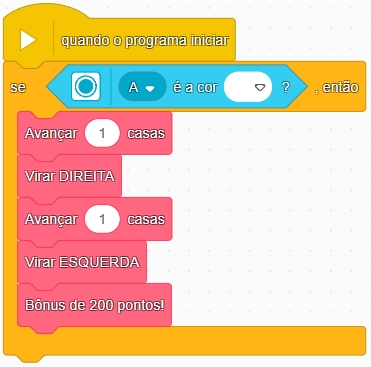 quando o programa iniciar
se A é a cor ? , então
Avançar 1 casas
Virar DIREITA
Avançar 1 casas
Virar ESQUERDA
Bônus de 200 pontos!